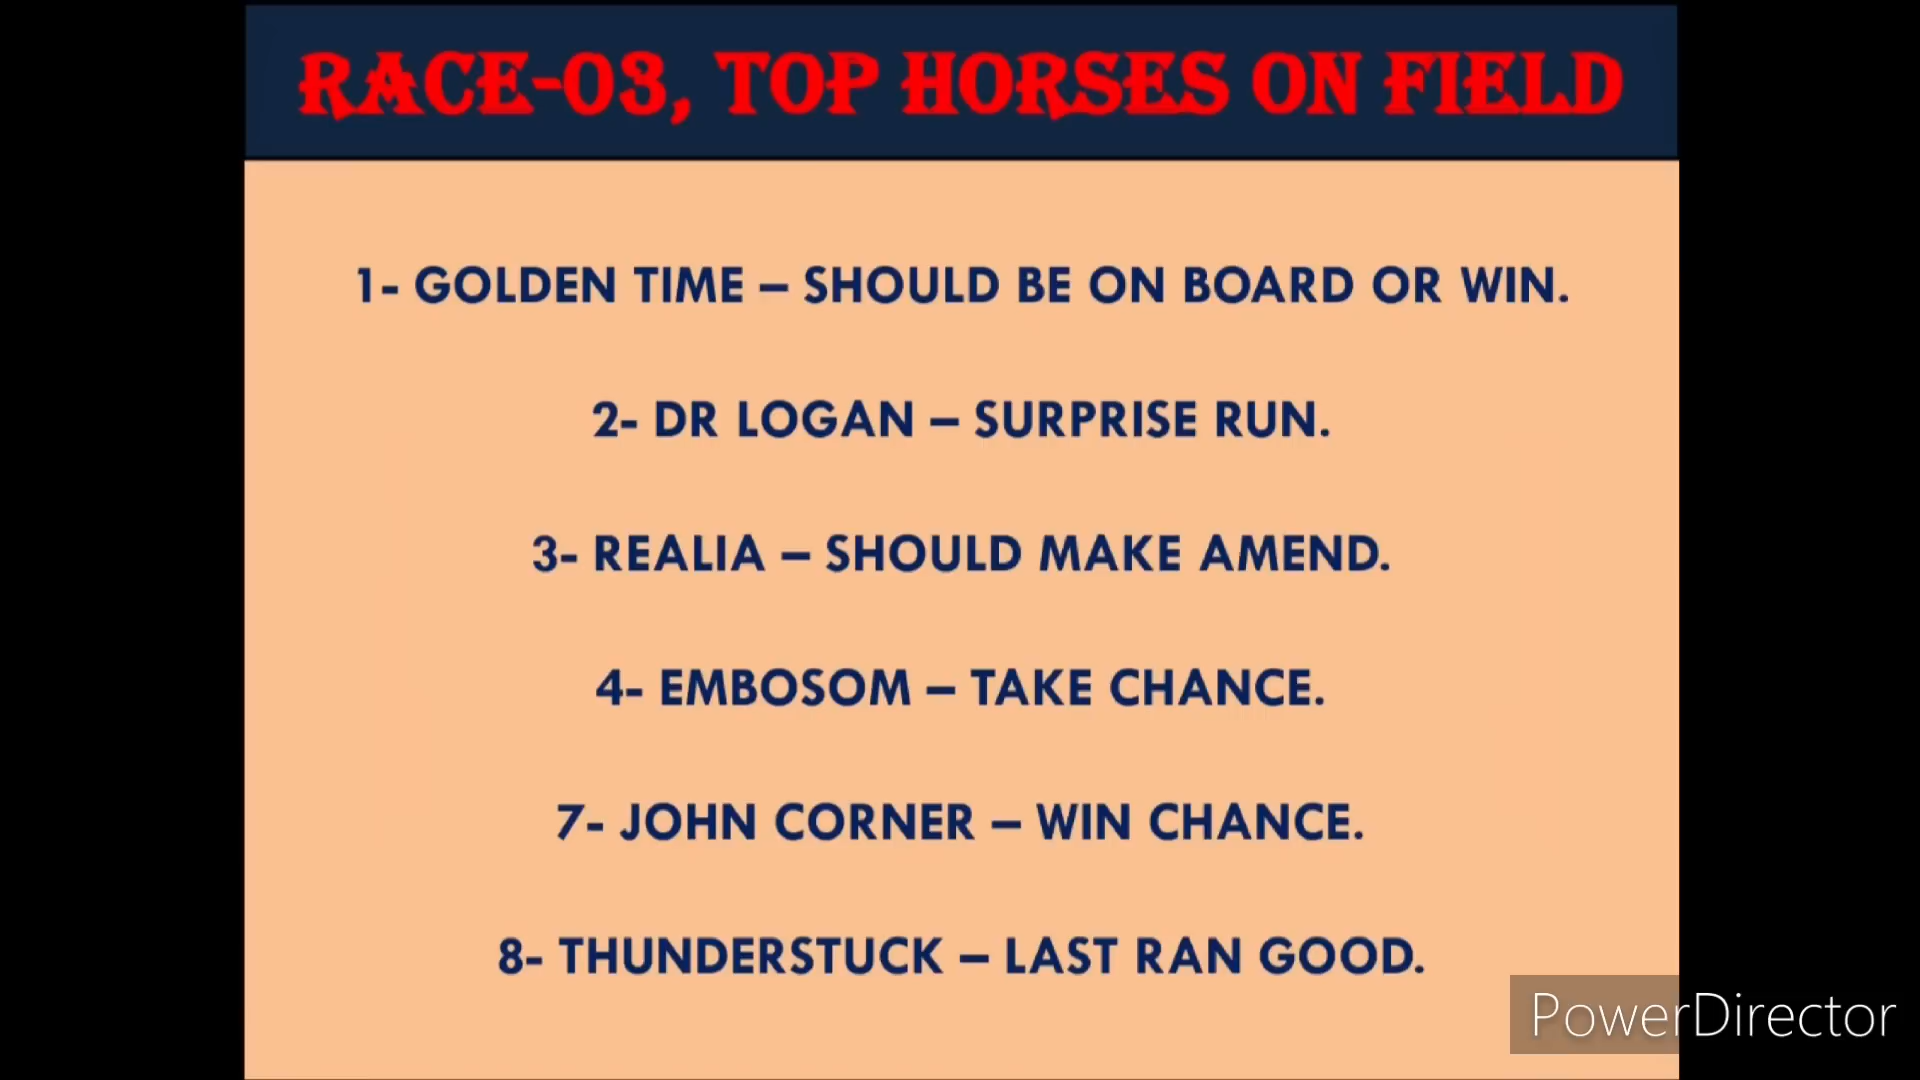 RACE-03, TOP HORSES ON FIELD
1- GOLDEN TIME – SHOULD BE ON BOARD OR WIN.
2- DR LOGAN – SURPRISE RUN.
3- REALIA – SHOULD MAKE AMEND.
4- EMBOSOM – TAKE CHANCE.
7- JOHN CORNER – WIN CHANCE.
8- THUNDERSTUCK – LAST RAN GOOD.
PowerDirector